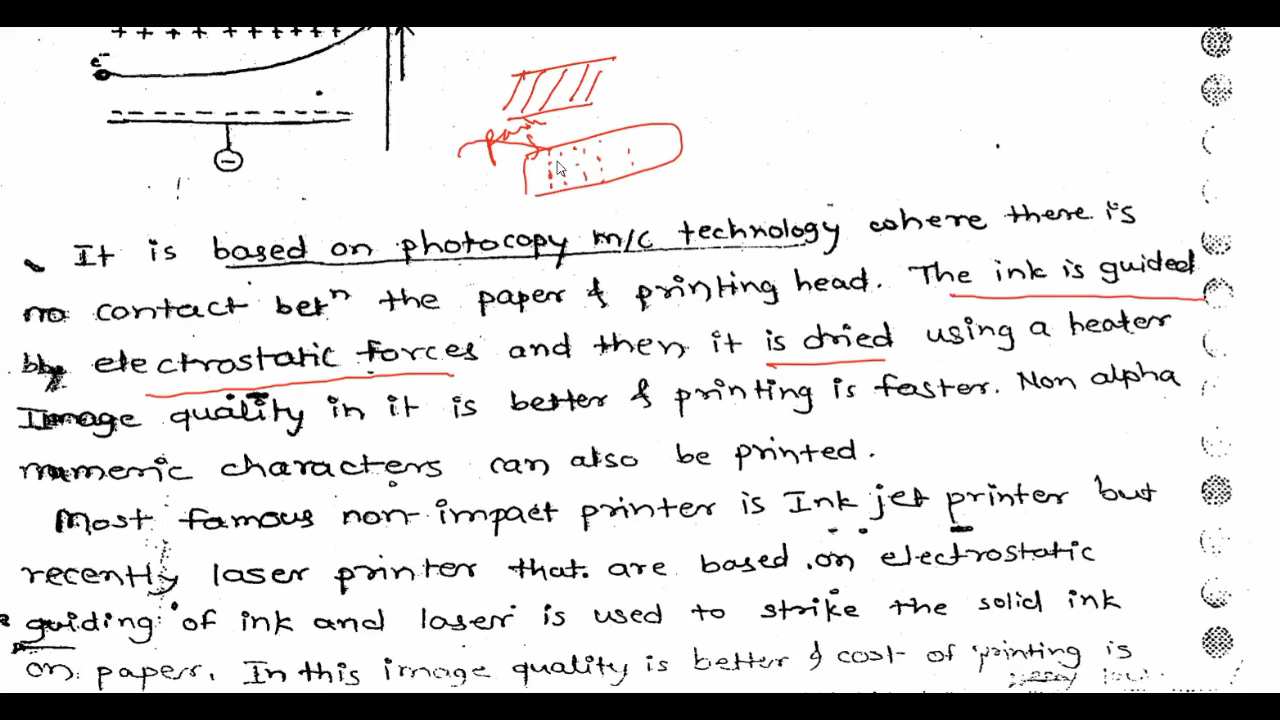 + + + + + + + + + +
e-
-
It is based on photocopy m/c technology where there is
no contact betn the paper & printing head. The ink is guided
by electrostatic forces and then it is dried using a heater
Image quality in it is better & printing is faster. Non alpha
numeric characters can also be printed.
Most famous non-impact printer is Ink jet printer but
recently laser printer that are based on electrostatic
guiding of ink and laser is used to strike the solid ink
on papers. In this image quality is better & cost of printing is